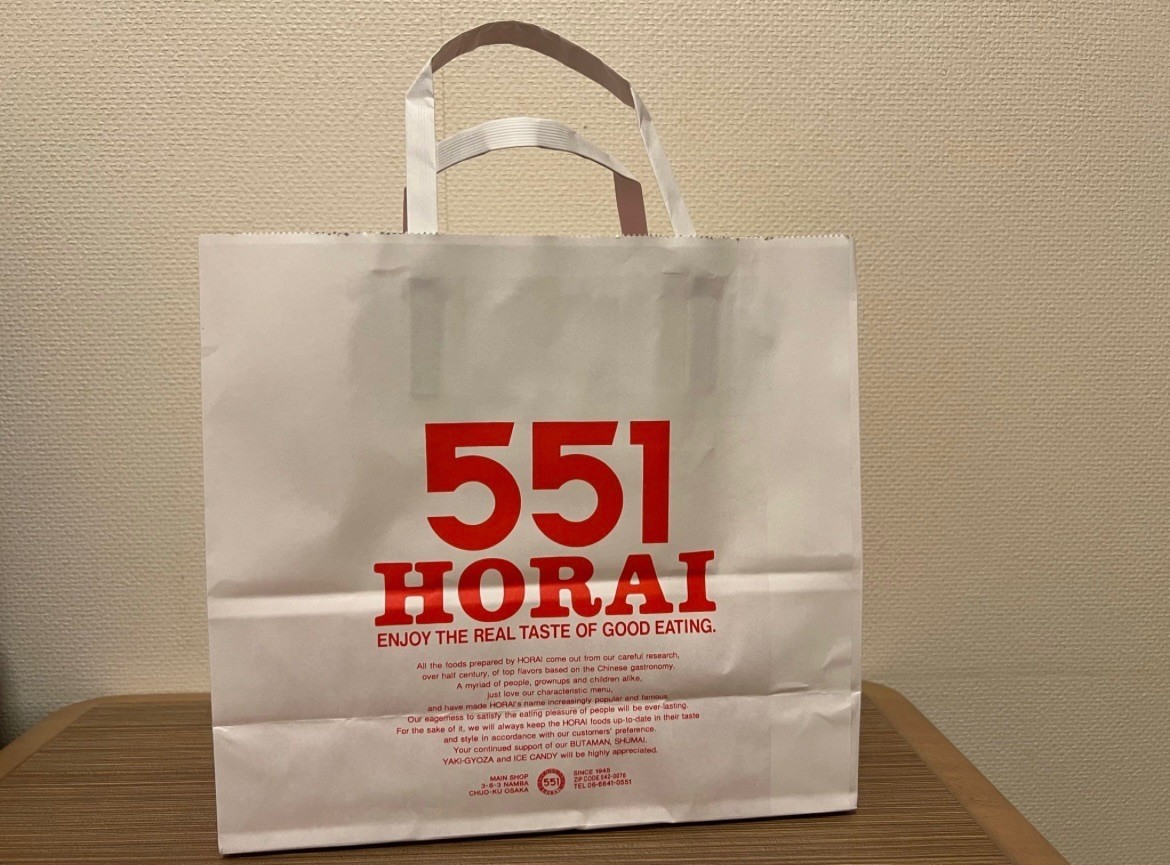 551
HORAI
ENJOY THE REAL TASTE OF GOOD EATING.
All the foods prepared by HORAI come out from our careful research,
over half century, of top flavors based on the Chinese gastronomy.
A myriad of people, grownups and children alike,
just love our characteristic menu,
and have made HORAI's name increasingly popular and famous.
Our eagerness to satisfy the eating pleasure of people will be ever-lasting.
For the sake of it, we will always keep the HORAI foods up-to-date in their taste
and style in accordance with our customers' preference.
Your continued support of our BUTAMAN, SHUMAI,
YAKI-GYOZA and ICE CANDY will be highly appreciated.
MAIN SHOP
3-6-3 NAMBA
CHUO-KU OSAKA
551
SINCE 1945
ZIP CODE 542-0076
TEL 06-6641-0551